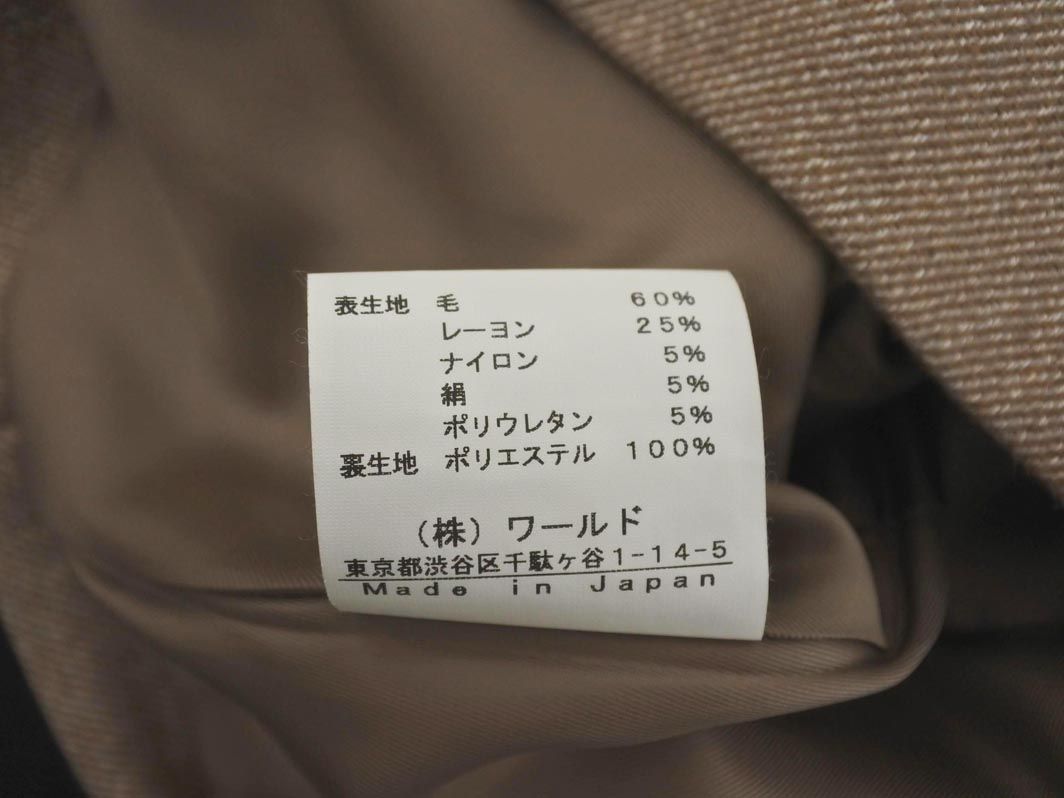 表生地 毛 60%
レーヨン 25%
ナイロン 5%
絹 5%
ポリウレタン 5%
裏生地 ポリエステル 100%
(株)ワールド
東京都渋谷区千駄ヶ谷1-14-5
Made in Japan